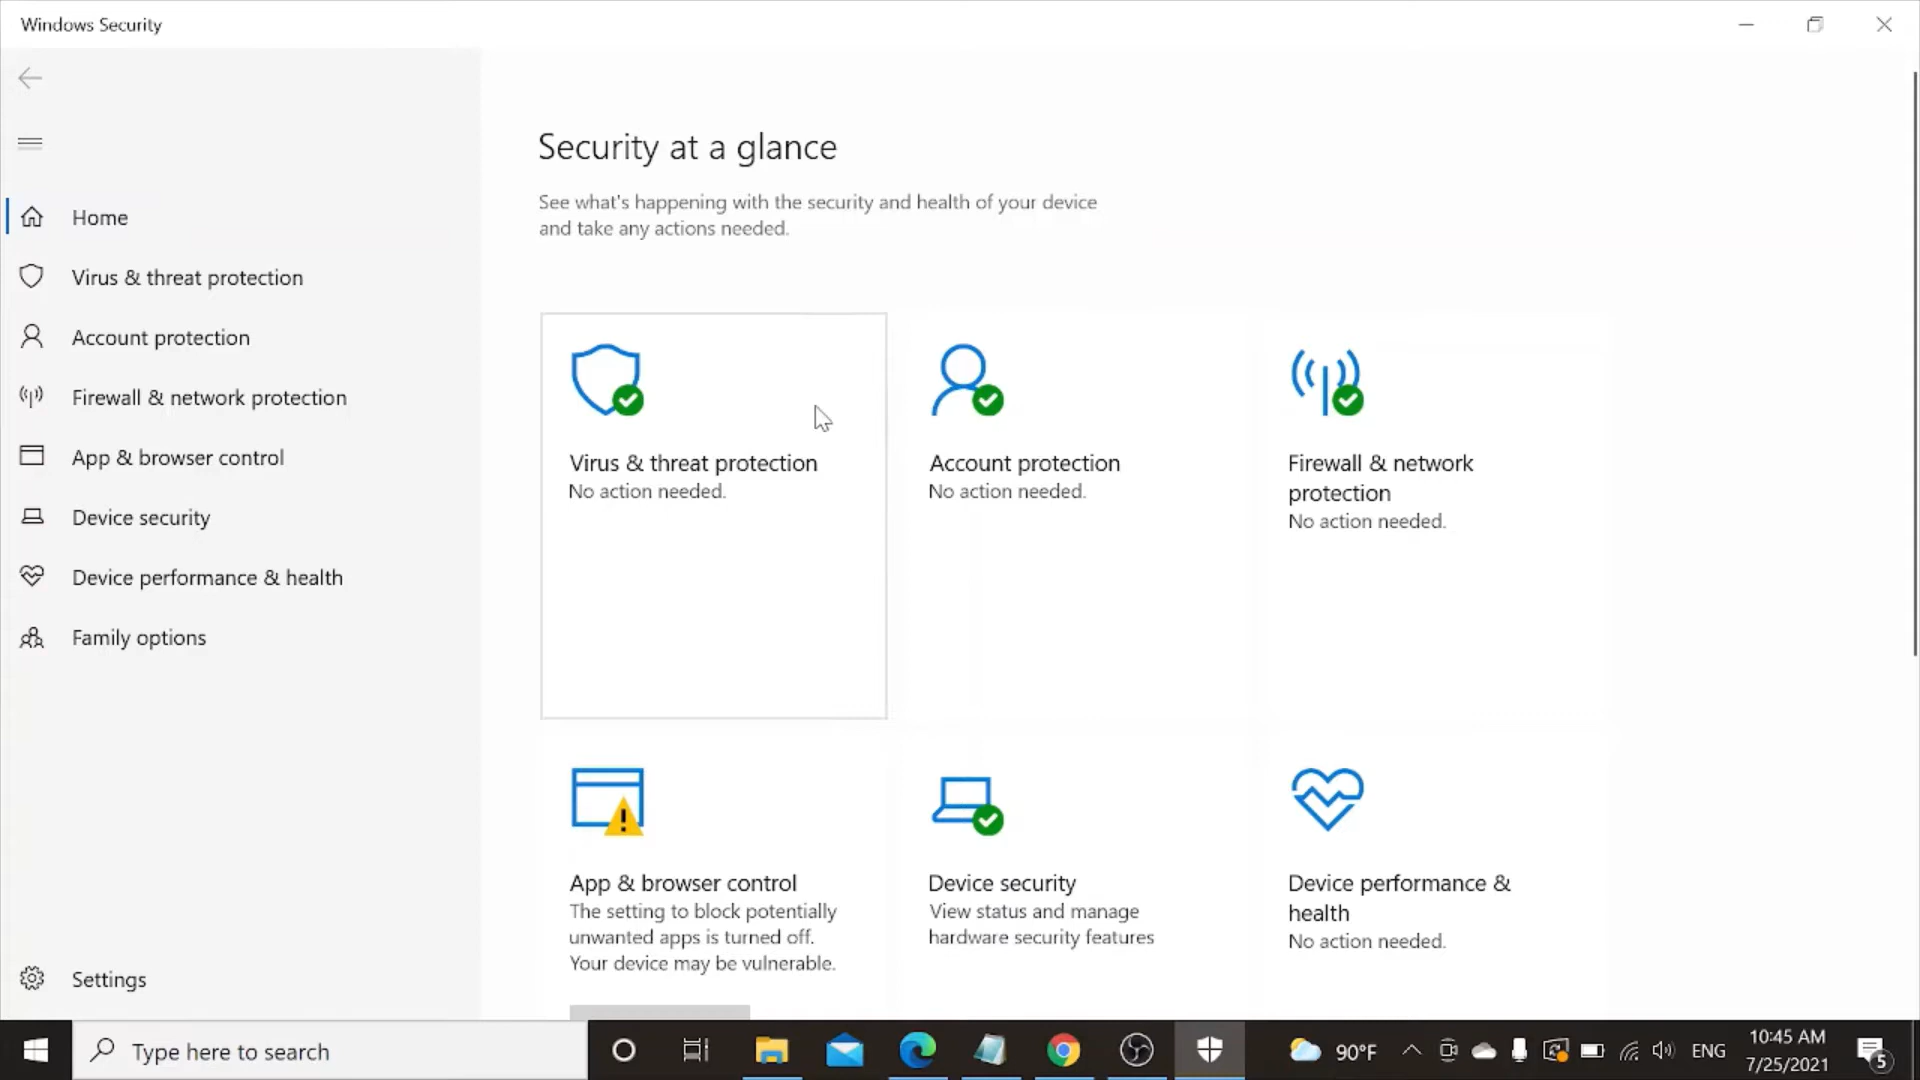 Windows Security
Home
Virus & threat protection
Account protection
Firewall & network protection
App & browser control
Device security
Device performance & health
Family options
Settings
Security at a glance
See what's happening with the security and health of your device
and take any actions needed.
Virus & threat protection
No action needed.
Account protection
No action needed.
Firewall & network
protection
No action needed.
App & browser control
The setting to block potentially
unwanted apps is turned off.
Your device may be vulnerable.
Device security
View status and manage
hardware security features
Device performance &
health
No action needed.
Type here to search
90°F
ENG
10:45 AM
7/25/2021
5